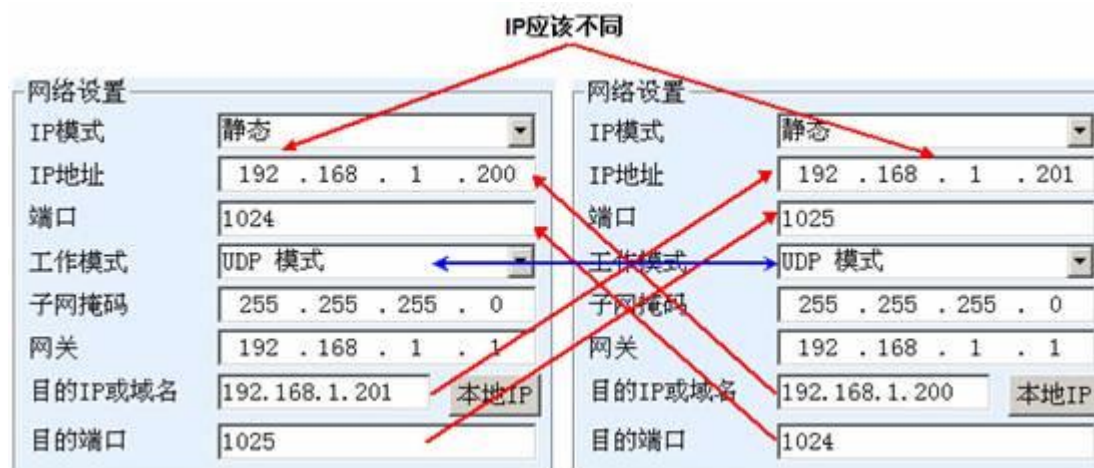 IP应该不同
网络设置
IP模式 静态
IP地址 192 . 168 . 1 . 200
端口 1024
工作模式 UDP 模式
子网掩码 255 . 255 . 255 . 0
网关 192 . 168 . 1 . 1
目的IP或域名 192.168.1.201 本地IP
目的端口 1025
网络设置
IP模式 静态
IP地址 192 . 168 . 1 . 201
端口 1025
工作模式 UDP 模式
子网掩码 255 . 255 . 255 . 0
网关 192 . 168 . 1 . 1
目的IP或域名 192.168.1.200 本地IP
目的端口 1024